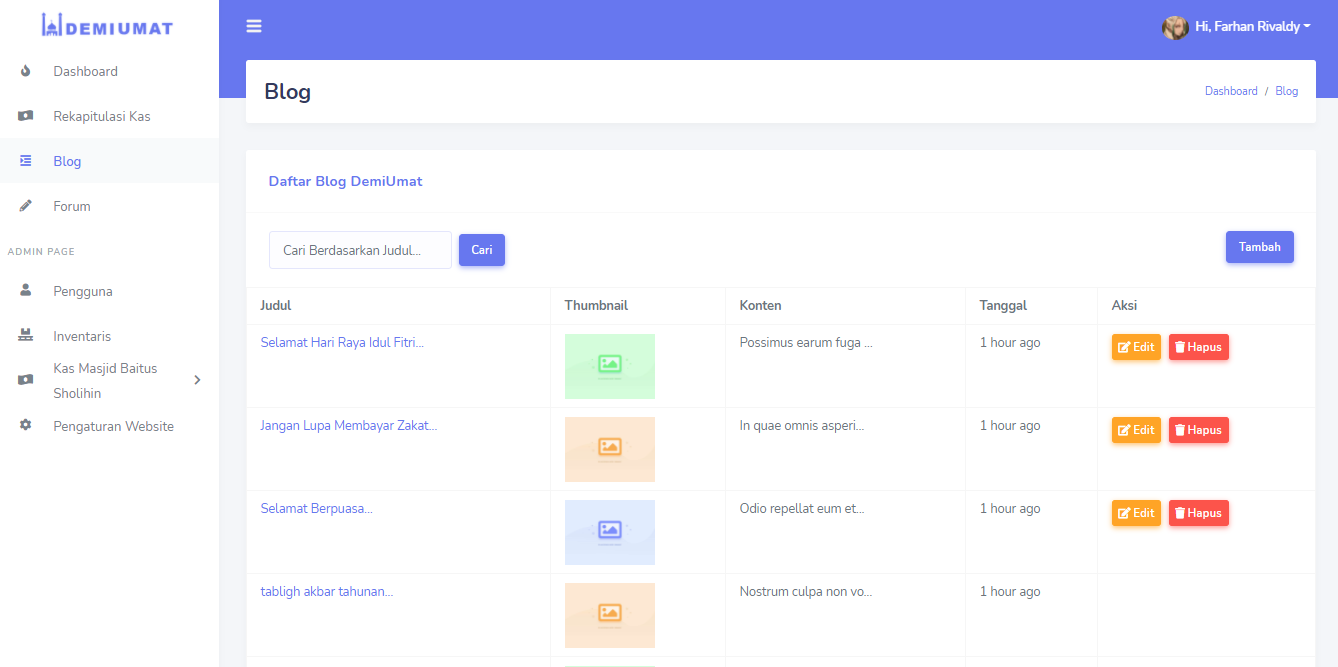 DEMIUMAT
Hi, Farhan Rivaldy
Dashboard
Rekapitulasi Kas
Blog
Forum
ADMIN PAGE
Pengguna
Inventaris
Kas Masjid Baitus
Sholihin
Pengaturan Website
Blog
Dashboard / Blog
Daftar Blog DemiUmat
Cari Berdasarkan Judul... Cari Tambah
Judul Thumbnail Konten Tanggal Aksi
Selamat Hari Raya Idul Fitri... Possimus earum fuga ... 1 hour ago Edit Hapus
Jangan Lupa Membayar Zakat... In quae omnis asperi... 1 hour ago Edit Hapus
Selamat Berpuasa... Odio repellat eum et... 1 hour ago Edit Hapus
tabligh akbar tahunan... Nostrum culpa non vo... 1 hour ago